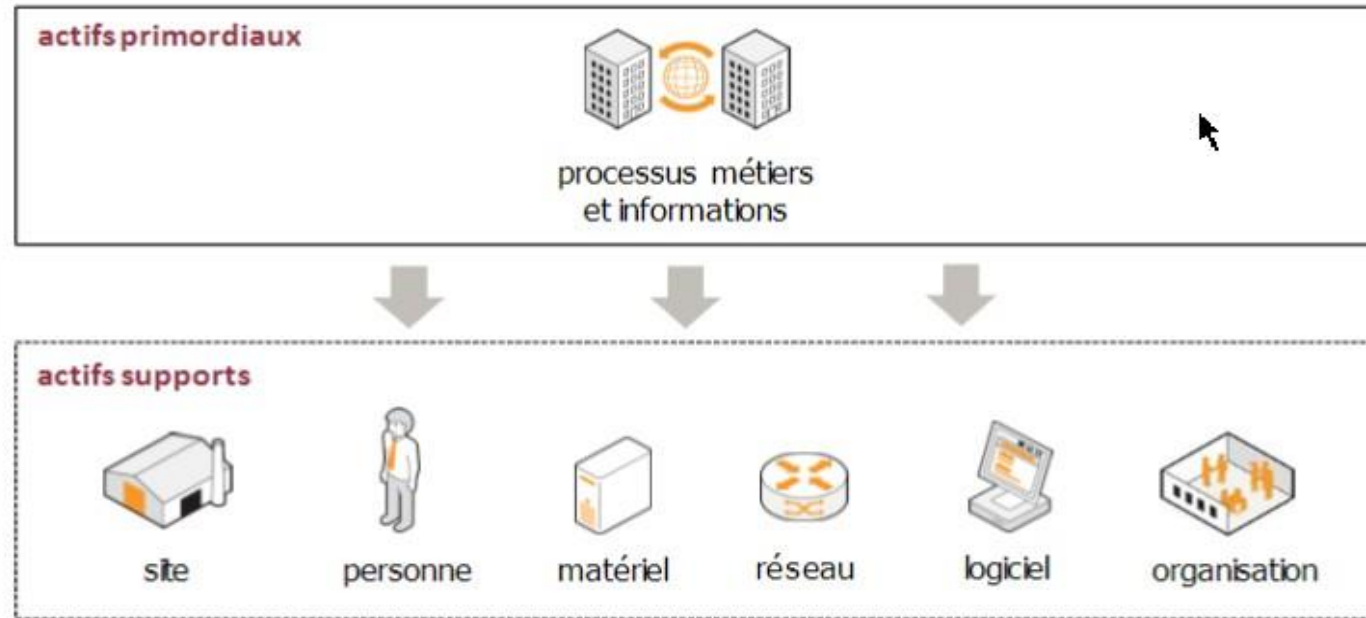 actifs primordiaux
processus métiers
et informations
actifs supports
site
personne
matériel
réseau
logiciel
organisation